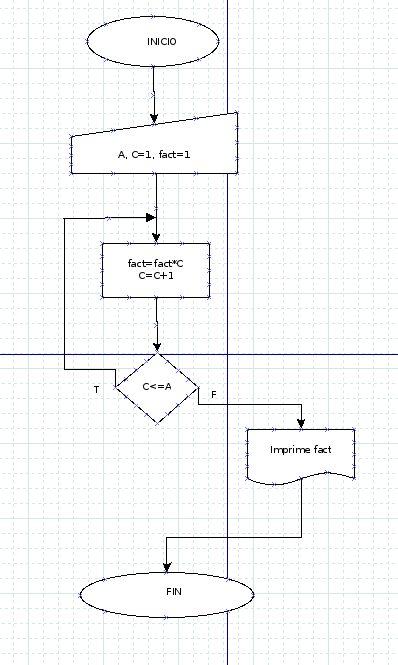 INICIO
A, C=1, fact=1
fact=fact*C
C=C+1
C<=A
T
F
Imprime fact
FIN